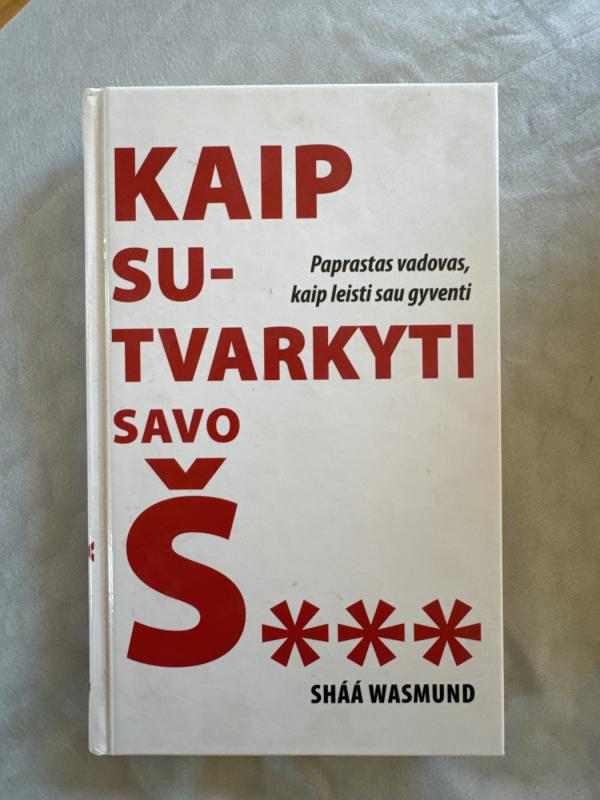 KAIP
SU-
TVARKYTI
SAVO
Š***
Paprastas vadovas,
kaip leisti sau gyventi
SHÁÁ WASMUND